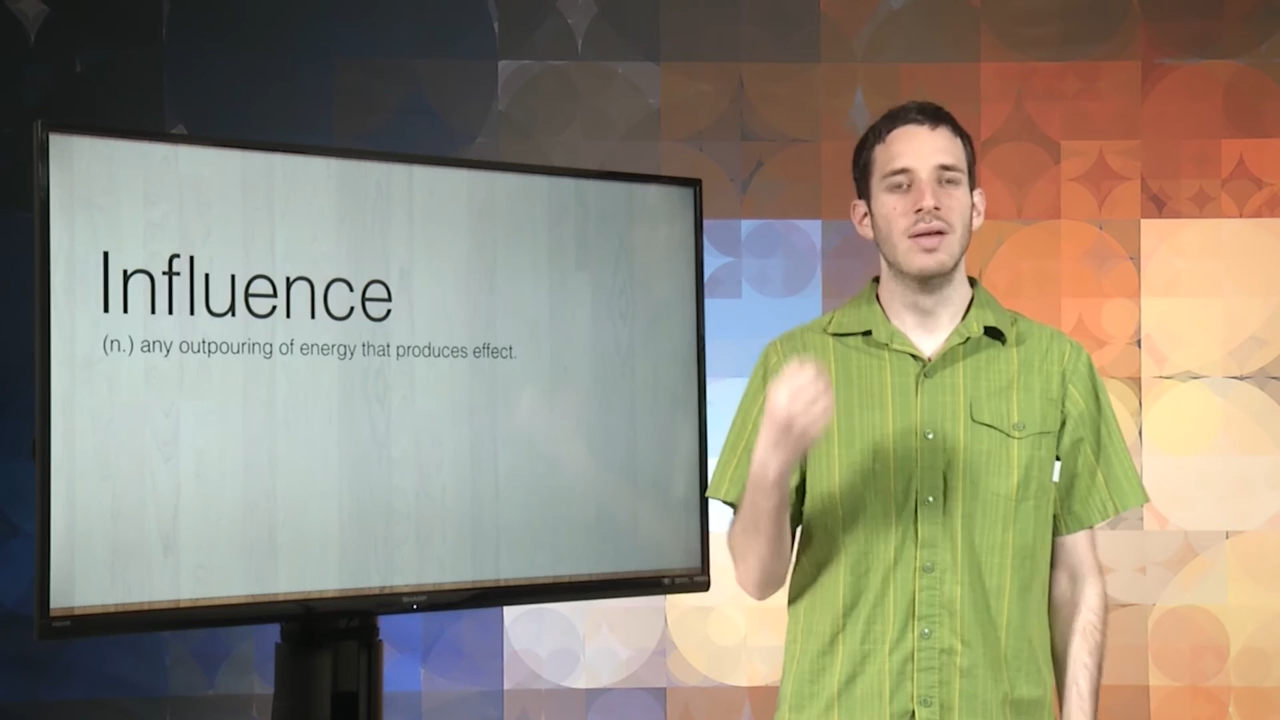 Influence
(n.) any outpouring of energy that produces effect.